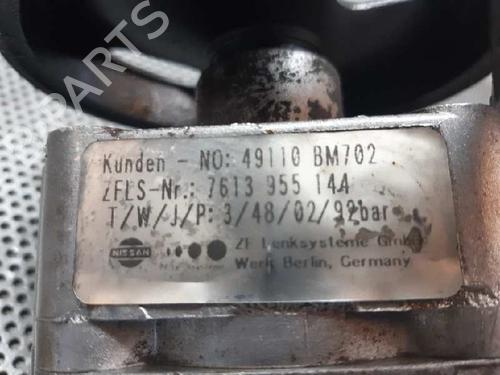 PARTS
Kunden - NO: 49110 BM702
ZFLS-Nr.: 7613 955 144
T/W/J/P: 3/48/02/92bar
NISSAN
ZF Lenksysteme GmbH
Werk Berlin, Germany